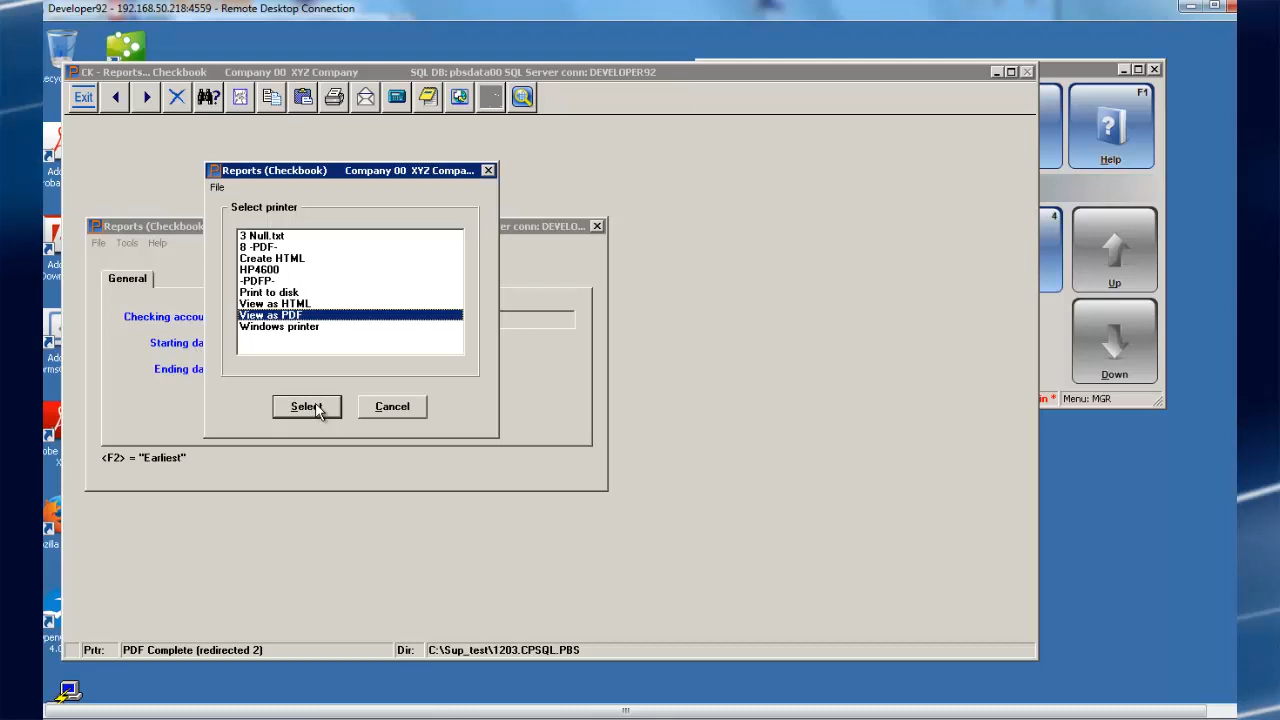 Developer92 - 192.168.50.218:4559 - Remote Desktop Connection
CK - Reports... Checkbook Company 00 XYZ Company SQL DB: pbsdata00 SQL Server conn: DEVELOPER92
Exit
F1
Help
Reports (Checkbook) Company 00 XYZ Compa...
File
Select printer
3 Null.txt
8 -PDF-
Create HTML
HP4600
-PDFP-
Print to disk
View as HTML
View as PDF
Windows printer
Select
Cancel
Reports (Checkbook
er conn: DEVELO...
File Tools Help
General
Checking accou
Starting da
Ending da
<F2> = "Earliest"
4
Up
Down
in * Menu: MGR
Prtr: PDF Complete (redirected 2) Dir: C:\Sup_test\1203.CPSQL.PBS